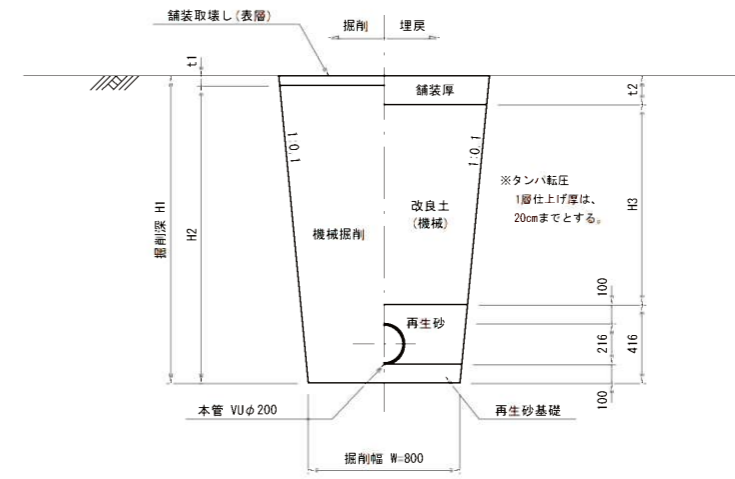 舗装取壊し(表層)
掘削
埋戻
t1
舗装厚
t2
1:0.1
1:0.1
※タンパ転圧
1層仕上げ厚は、
20cmまでとする。
掘削深 H1
H2
機械掘削
改良土
(機械)
H3
100
再生砂
216
416
100
本管 VUφ200
再生砂基礎
掘削幅 W=800